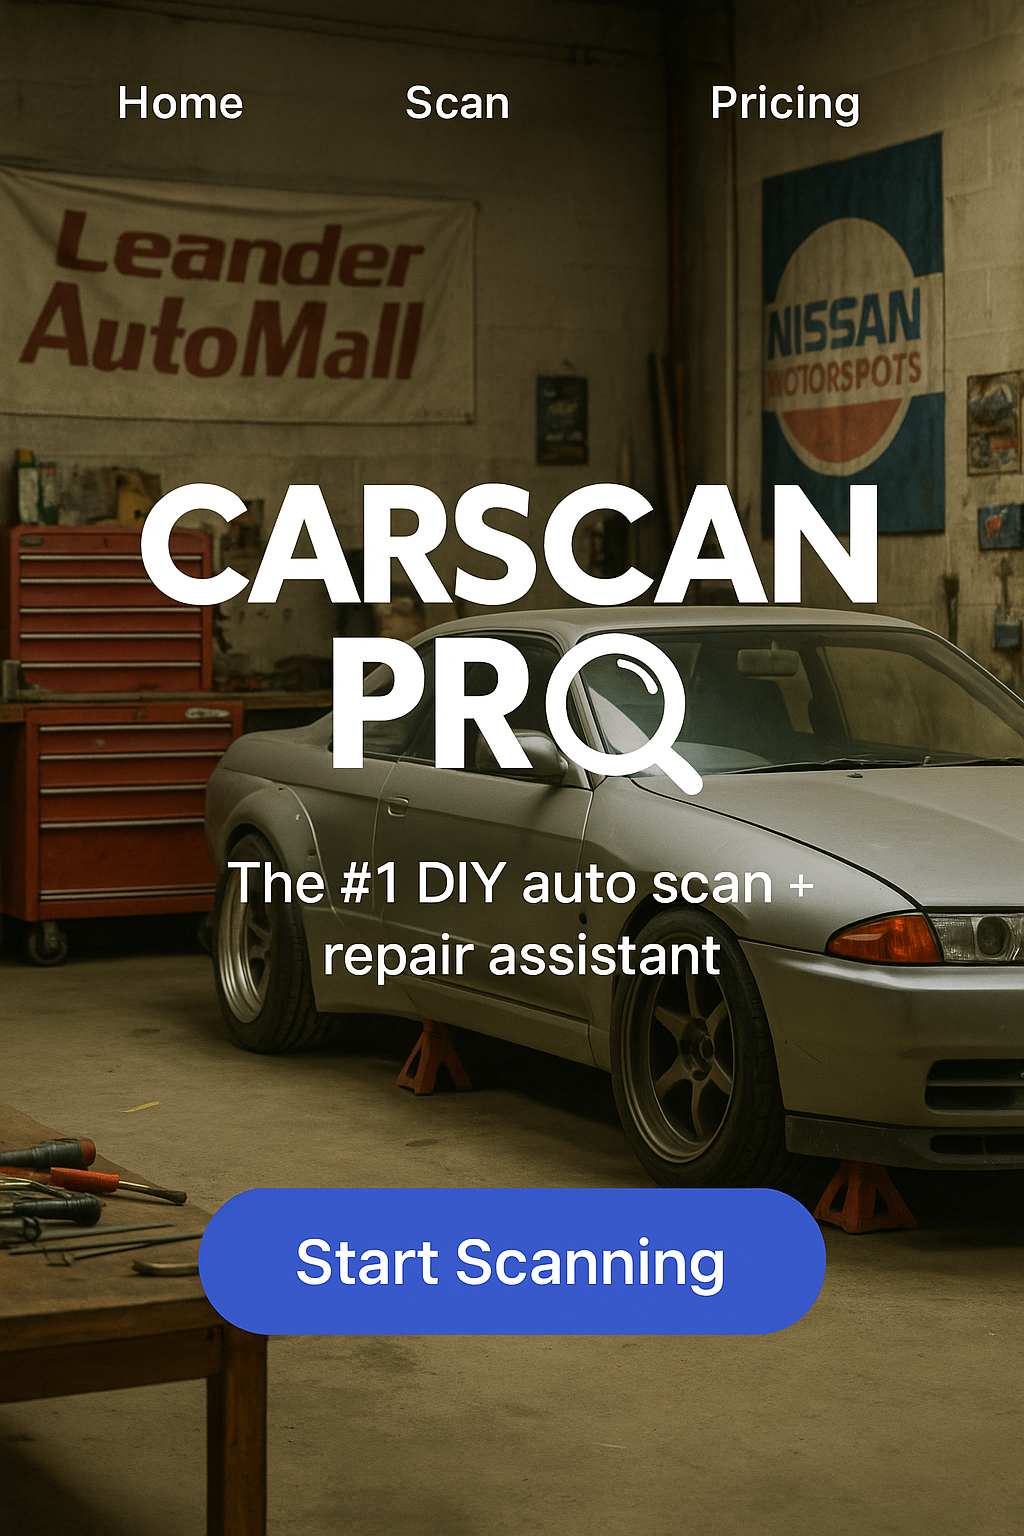 Home Scan Pricing
Leander
AutoMall
NISSAN
MOTORSPOTS
CARSCAN
PRO
The #1 DIY auto scan +
repair assistant
Start Scanning